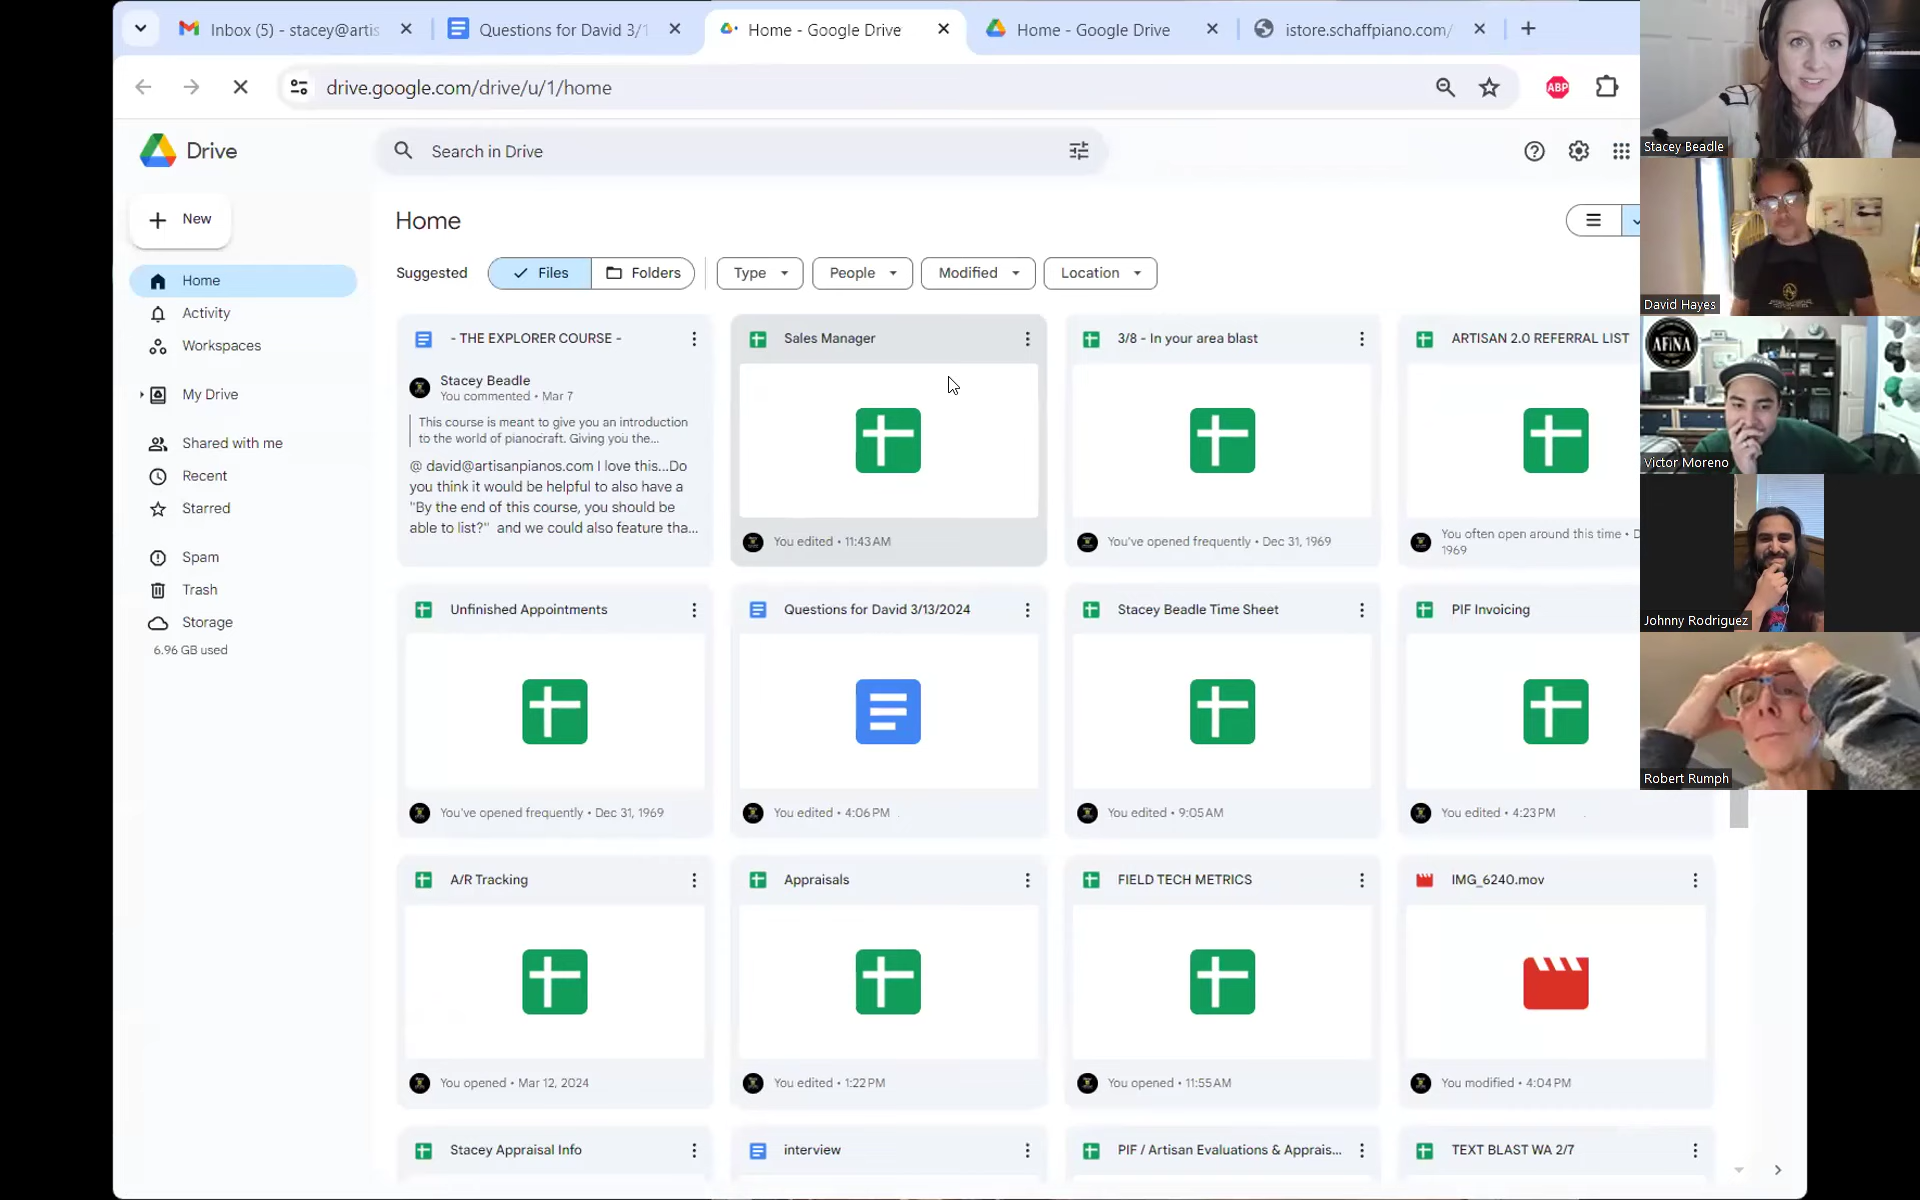 Inbox (5) - stacey@artis
Questions for David 3/1
Home - Google Drive
Home - Google Drive
istore.schaffpiano.com/
drive.google.com/drive/u/1/home
ABP
Drive
Search in Drive
New
Home
Activity
Workspaces
My Drive
Shared with me
Recent
Starred
Spam
Trash
Storage
6.96 GB used
Home
Suggested
Files
Folders
Type
People
Modified
Location
- THE EXPLORER COURSE -
Stacey Beadle
You commented • Mar 7
This course is meant to give you an introduction
to the world of pianocraft. Giving you the...
@ david@artisanpianos.com I love this...Do
you think it would be helpful to also have a
"By the end of this course, you should be
able to list?" and we could also feature tha...
Sales Manager
You edited • 11:43 AM
3/8 - In your area blast
You've opened frequently • Dec 31, 1969
ARTISAN 2.0 REFERRAL LIST
You often open around this time • D
1969
Unfinished Appointments
You've opened frequently • Dec 31, 1969
Questions for David 3/13/2024
You edited • 4:06 PM
Stacey Beadle Time Sheet
You edited • 9:05 AM
PIF Invoicing
You edited • 4:23 PM
A/R Tracking
You opened • Mar 12, 2024
Appraisals
You edited • 1:22 PM
FIELD TECH METRICS
You opened • 11:55 AM
IMG_6240.mov
You modified • 4:04 PM
Stacey Appraisal Info
interview
PIF / Artisan Evaluations & Apprais...
TEXT BLAST WA 2/7
Stacey Beadle
David Hayes
AFINA
Victor Moreno
Johnny Rodriguez
Robert Rumph